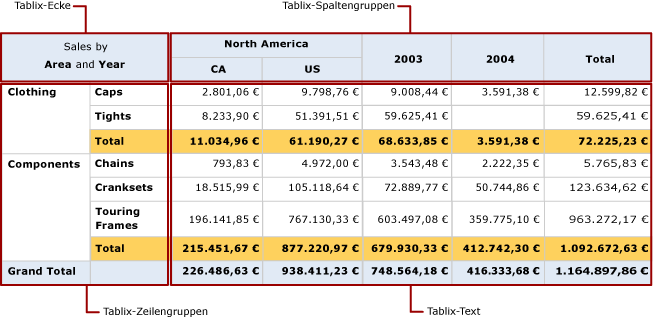 Tablix-Ecke Tablix-Spaltengruppen
Sales by
Area and Year
North America
CA US 2003 2004 Total
Clothing Caps 2.801,06 € 9.798,76 € 9.008,44 € 3.591,38 € 12.599,82 €
Tights 8.233,90 € 51.391,51 € 59.625,41 € 59.625,41 €
Total 11.034,96 € 61.190,27 € 68.633,85 € 3.591,38 € 72.225,23 €
Components Chains 793,83 € 4.972,00 € 3.543,48 € 2.222,35 € 5.765,83 €
Cranksets 18.515,99 € 105.118,64 € 72.889,77 € 50.744,86 € 123.634,62 €
Touring
Frames 196.141,85 € 767.130,33 € 603.497,08 € 359.775,10 € 963.272,17 €
Total 215.451,67 € 877.220,97 € 679.930,33 € 412.742,30 € 1.092.672,63 €
Grand Total 226.486,63 € 938.411,23 € 748.564,18 € 416.333,68 € 1.164.897,86 €
Tablix-Zeilengruppen Tablix-Text